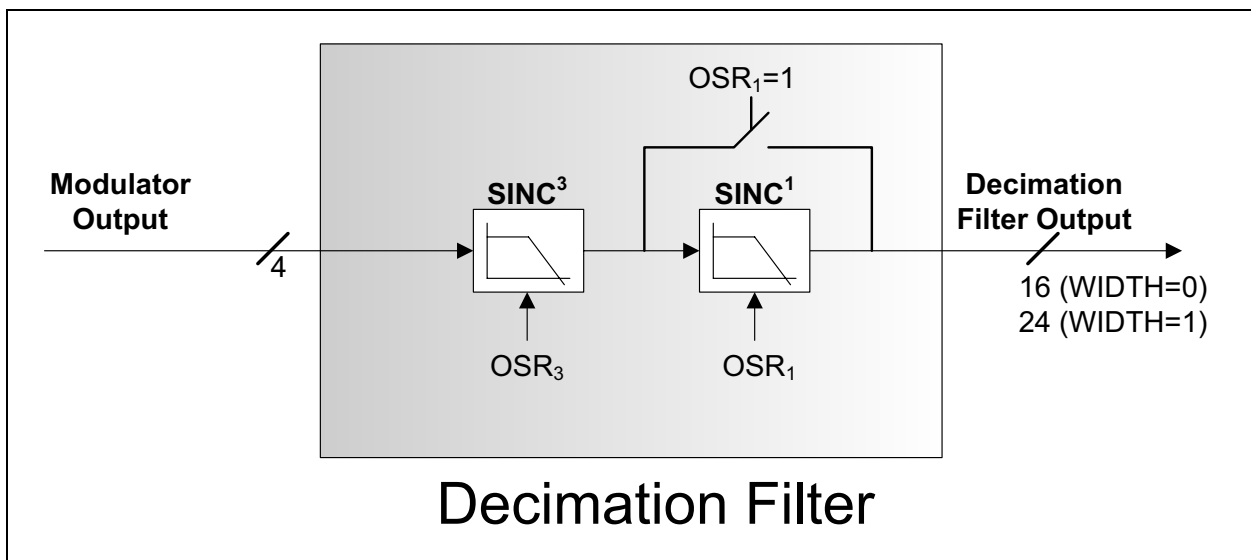 OSR₁=1
Modulator
Output
4
SINC³
SINC¹
OSR₃
OSR₁
Decimation
Filter Output
16 (WIDTH=0)
24 (WIDTH=1)
Decimation Filter